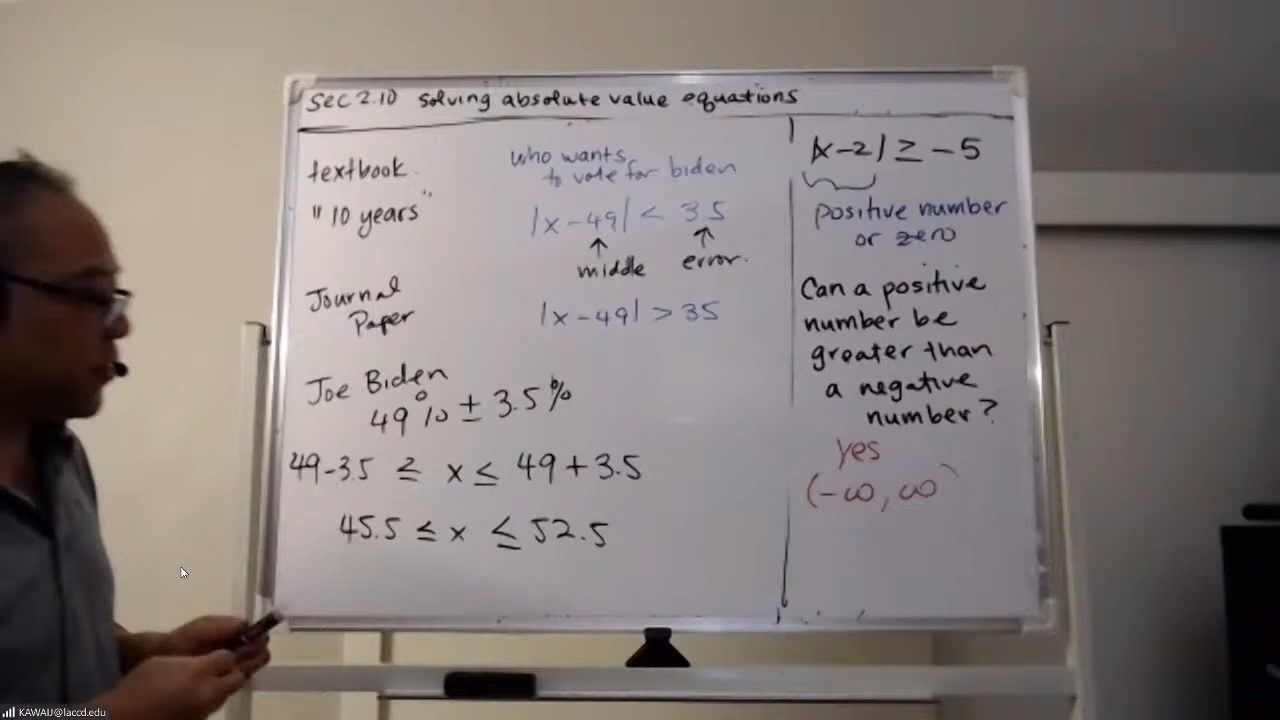 sec 2.10 solving absolute value equations
textbook
"10 years"
Journal
Paper
who wants
to vote for biden
|x-49| < 3.5
↑ ↑
middle error.
|x-49| > 35
Joe Biden
49% ± 3.5%
49-3.5 ≤ x ≤ 49+3.5
45.5 ≤ x ≤ 52.5
|x-2| ≥ -5
positive number
or zero
Can a positive
number be
greater than
a negative
number?
yes
(-∞, ∞)
KAWAIJ@laccd.edu